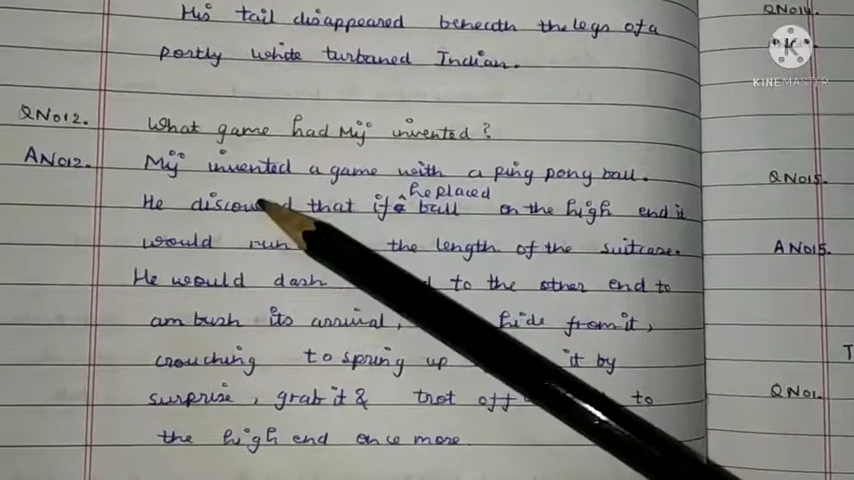 His tail disappeared beneath the legs of a
portly white turbaned Indian.
QNo12. What game had Mij invented?
ANo12. Mij invented a game with a ping pong ball.
He that if he placed ball on the high end it
would run the length of the suitcase.
He would dash to the other end to
ambush its arrival, hide from it,
crouching to spring up it by
surprise, grab it & trot off to
the high end once more.
QNo14.
QNo15.
ANo15.
QNo1.
K
KINEMASTER